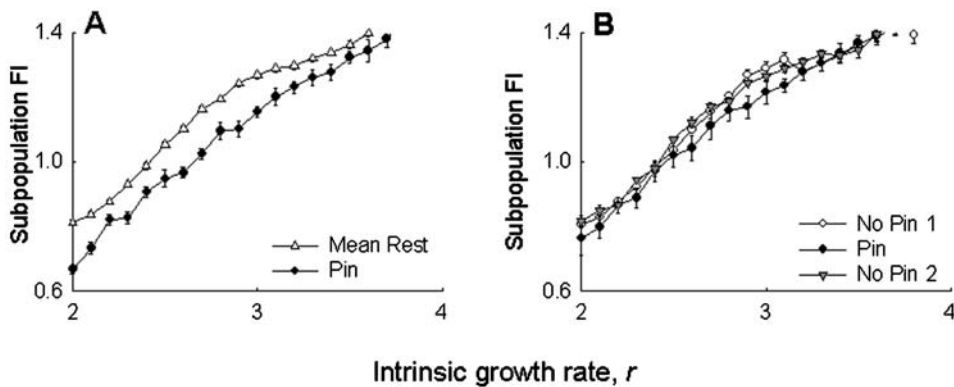 A
Subpopulation FI
1.4
1.0
0.6
2
3
4
Mean Rest
Pin
B
Subpopulation FI
1.4
1.0
0.6
2
3
4
No Pin 1
Pin
No Pin 2
Intrinsic growth rate, r